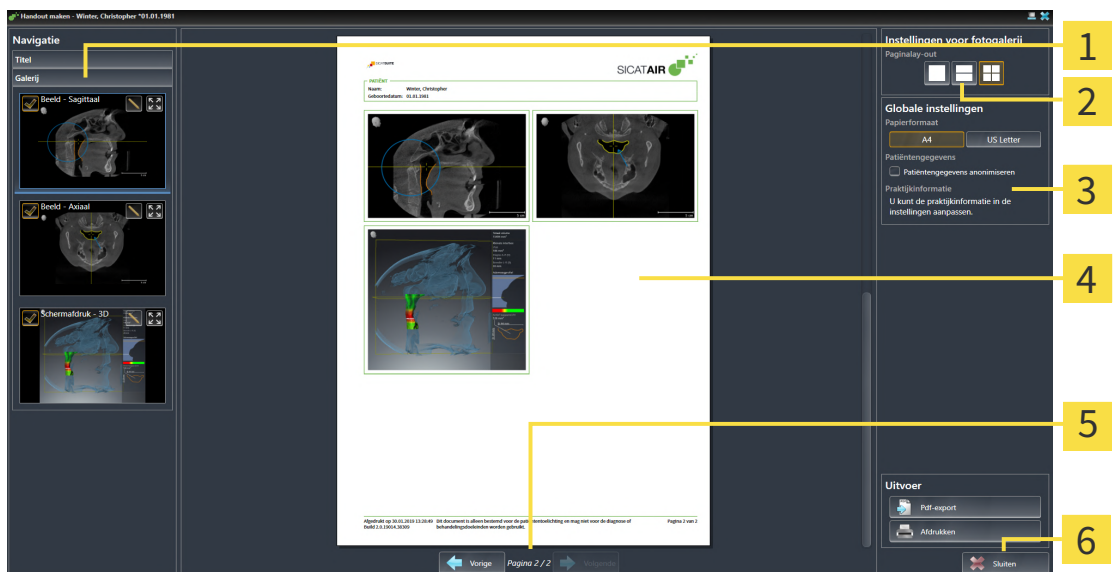 Handout maken - Winter, Christopher *01.01.1981
Navigatie
Titel
Galerij
Beeld - Sagittaal
Beeld - Axiaal
Schermafdruk - 3D
SICATSUITE
SICATAIR
PATIËNT
Naam: Winter, Christopher
Geboortedatum: 01.01.1981
Afgedrukt op 30.01.2019 13:28:49 Dit document is alleen bestemd voor de patiëntentoelichting en mag niet voor de diagnose of Pagina 2 van 2
Build 2.0.19014.38309 behandelingsdoeleinden worden gebruikt.
Vorige
Pagina 2 / 2
Volgende
Instellingen voor fotogalerij
Paginalay-out
Globale instellingen
Papierformaat
A4
US Letter
Patiëntengegevens
Patiëntengegevens anonimiseren
Praktijkinformatie
U kunt de praktijkinformatie in de
instellingen aanpassen.
Uitvoer
Pdf-export
Afdrukken
Sluiten
1
2
3
4
5
6